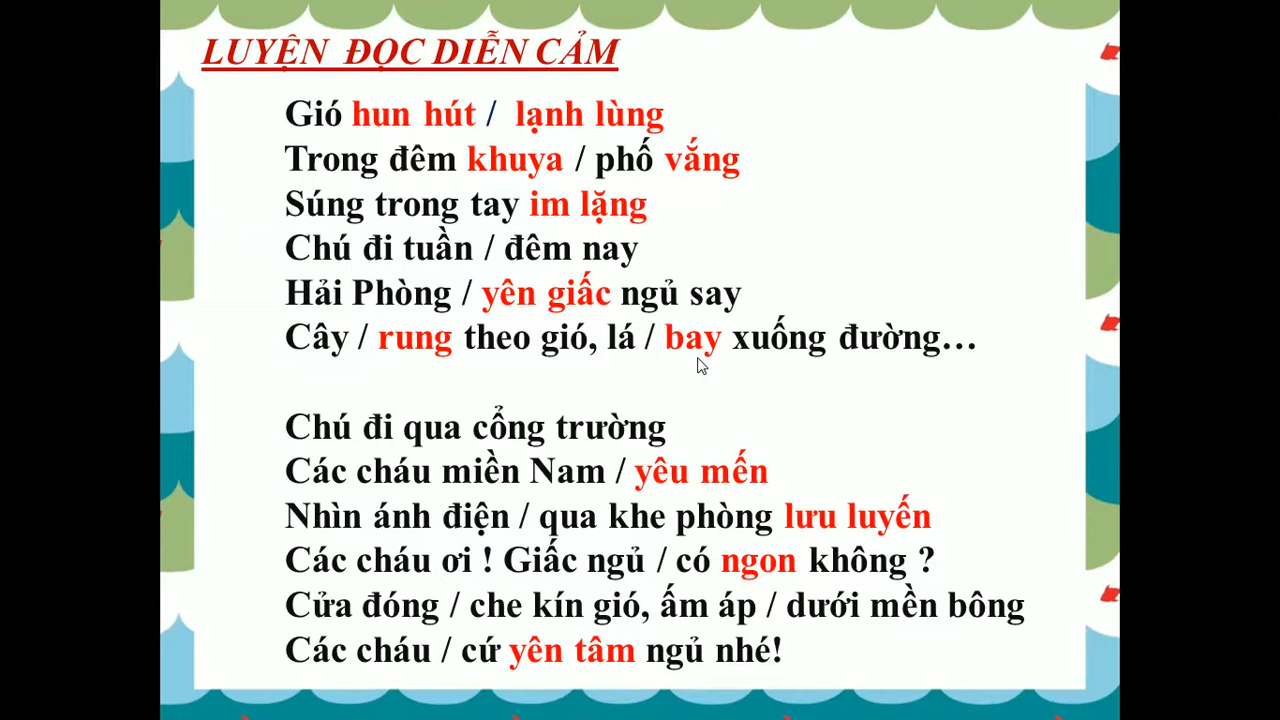 LUYỆN ĐỌC DIỄN CẢM
Gió hun hút / lạnh lùng
Trong đêm khuya / phố vắng
Súng trong tay im lặng
Chú đi tuần / đêm nay
Hải Phòng / yên giấc ngủ say
Cây / rung theo gió, lá / bay xuống đường…
Chú đi qua cổng trường
Các cháu miền Nam / yêu mến
Nhìn ánh điện / qua khe phòng lưu luyến
Các cháu ơi ! Giấc ngủ / có ngon không ?
Cửa đóng / che kín gió, ấm áp / dưới mền bông
Các cháu / cứ yên tâm ngủ nhé!